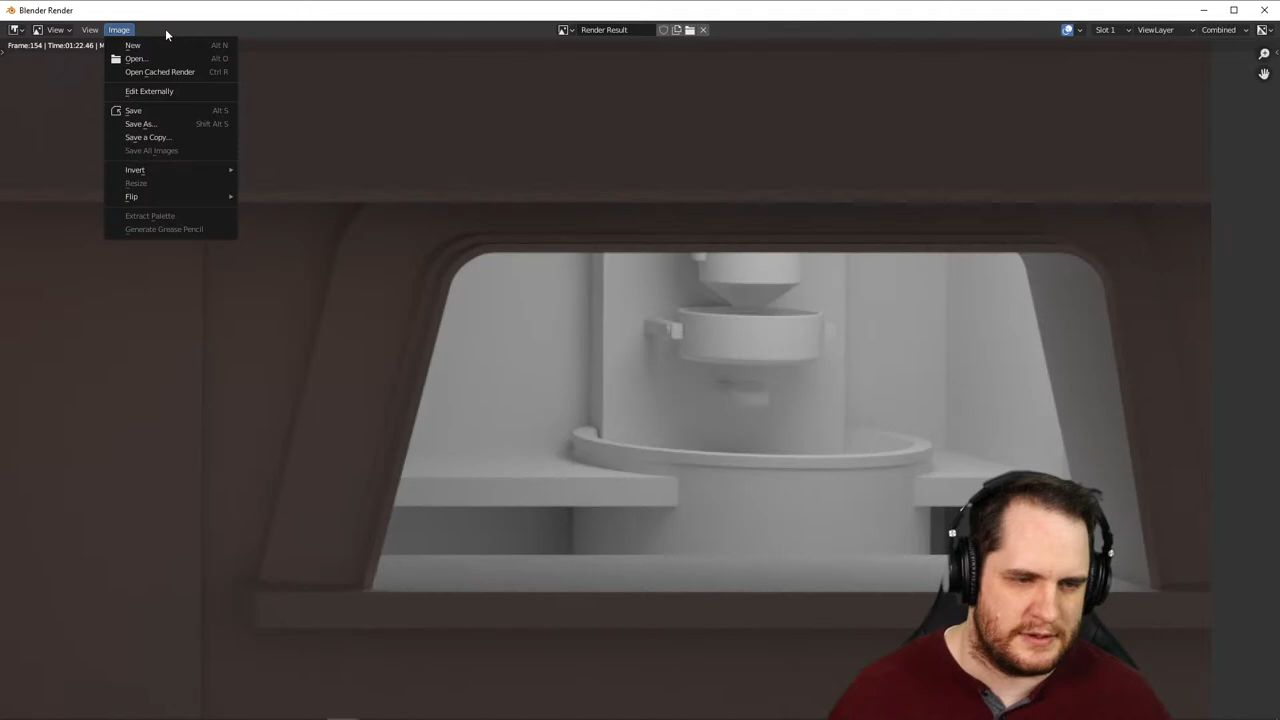 Blender Render
View View Image Render Result Slot 1 ViewLayer Combined
Frame:154 | Time:01:22.46 | M
New Alt N
Open... Alt O
Open Cached Render Ctrl R
Edit Externally
Save Alt S
Save As... Shift Alt S
Save a Copy...
Save All Images
Invert
Resize
Flip
Extract Palette
Generate Grease Pencil